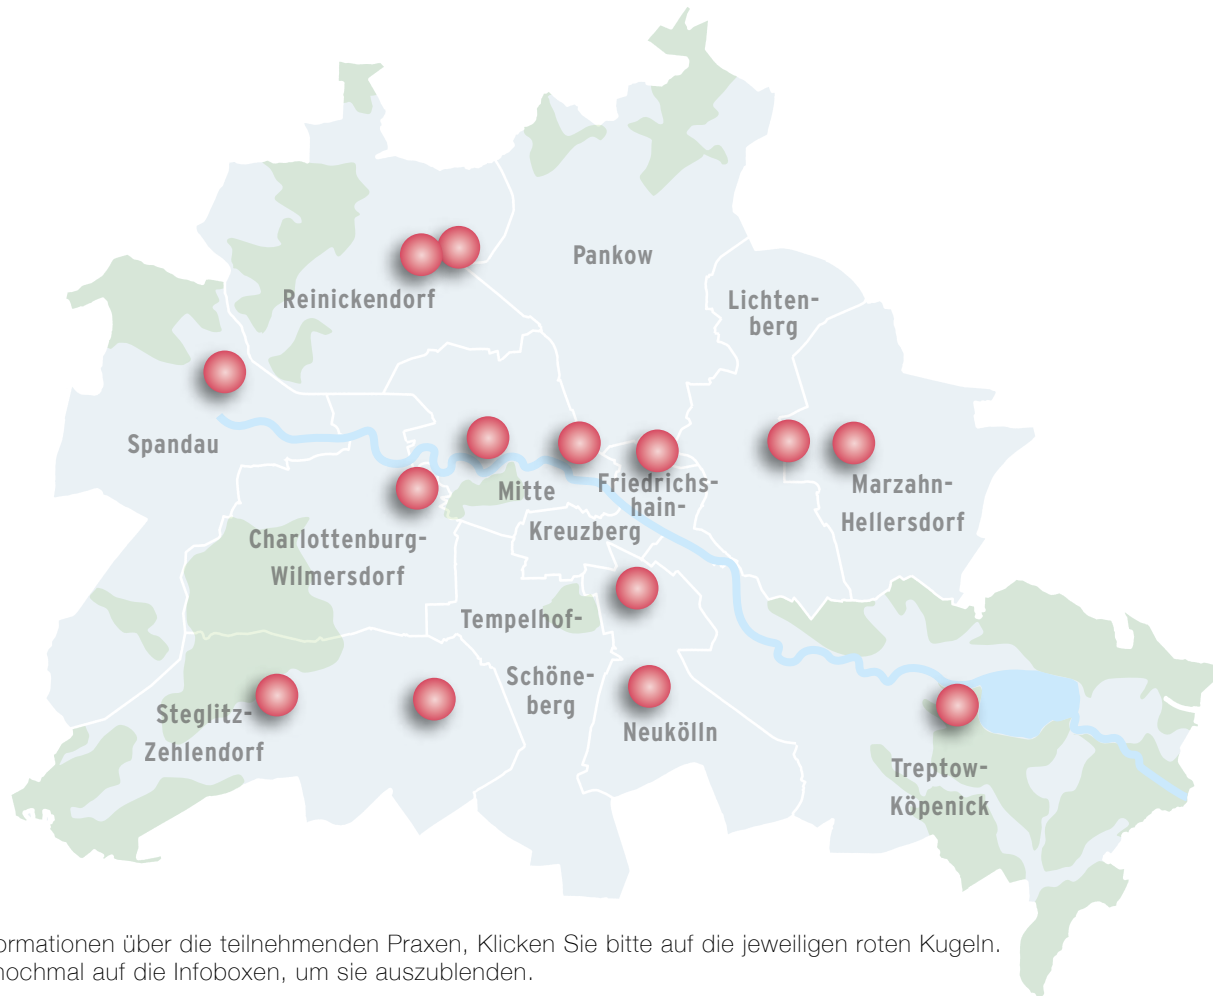 Pankow
Reinickendorf
Lichten-
berg
Spandau
Mitte
Friedrichs-
hain-
Kreuzberg
Marzahn-
Hellersdorf
Charlottenburg-
Wilmersdorf
Tempelhof-
Schöne-
berg
Neukölln
Steglitz-
Zehlendorf
Treptow-
Köpenick
ormationen über die teilnehmenden Praxen, Klicken Sie bitte auf die jeweiligen roten Kugeln.
nochmal auf die Infoboxen, um sie auszublenden.